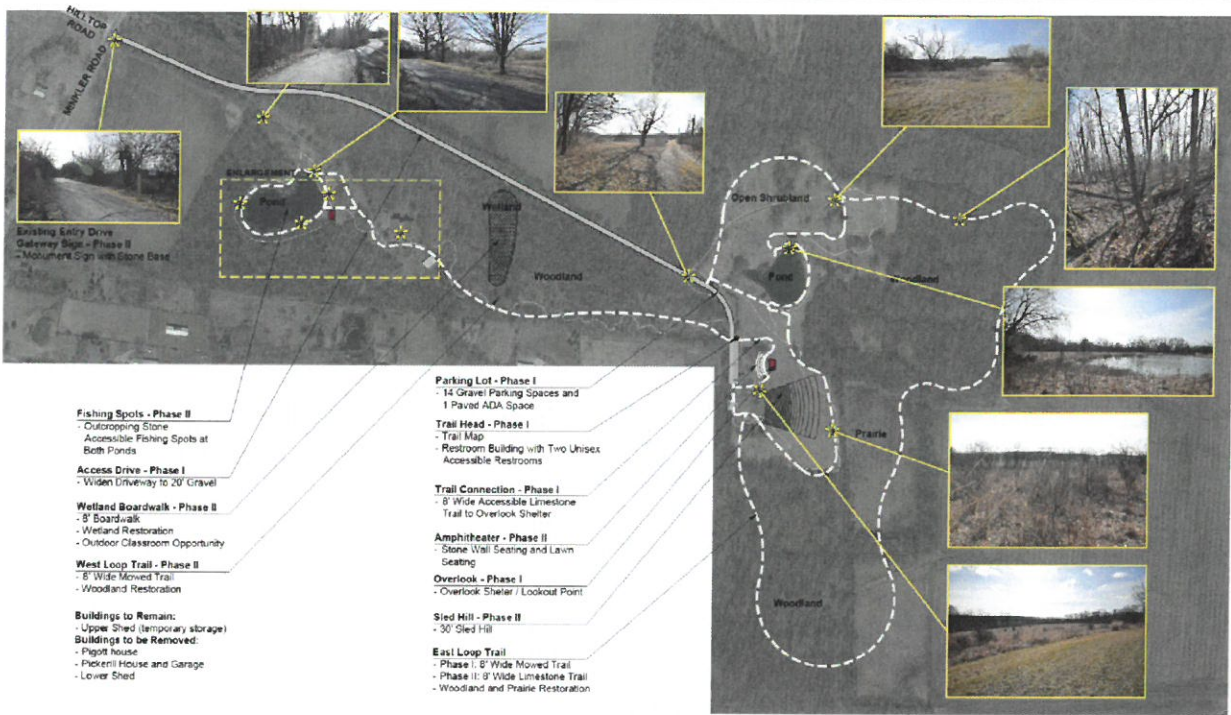 HILLTOP
ROAD
MINKLER ROAD
ENLARGEMENT
Pond
Wetland
Woodland
Open Shrubland
Pond
Woodland
Prairie
Woodland
Existing Entry Drive
Gateway Sign - Phase II
- Monument Sign with Stone Base
Fishing Spots - Phase II
- Outcropping Stone
Accessible Fishing Spots at
Both Ponds
Access Drive - Phase I
- Widen Driveway to 20' Gravel
Wetland Boardwalk - Phase II
- 8' Boardwalk
- Wetland Restoration
- Outdoor Classroom Opportunity
West Loop Trail - Phase II
- 8' Wide Mowed Trail
- Woodland Restoration
Buildings to Remain:
- Upper Shed (temporary storage)
Buildings to be Removed:
- Pigott house
- Pickerill House and Garage
- Lower Shed
Parking Lot - Phase I
- 14 Gravel Parking Spaces and
1 Paved ADA Space
Trail Head - Phase I
- Trail Map
- Restroom Building with Two Unisex
Accessible Restrooms
Trail Connection - Phase I
- 8' Wide Accessible Limestone
Trail to Overlook Shelter
Amphitheater - Phase II
- Stone Wall Seating and Lawn
Seating
Overlook - Phase I
- Overlook Shelter / Lookout Point
Sled Hill - Phase II
- 30' Sled Hill
East Loop Trail
- Phase I: 8' Wide Mowed Trail
- Phase II: 8' Wide Limestone Trail
- Woodland and Prairie Restoration